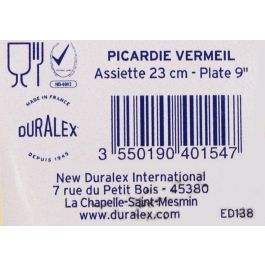 PICARDIE VERMEIL
Assiette 23 cm - Plate 9"
MADE IN FRANCE
DURALEX
DEPUIS 1945
3 550190 401547
New Duralex International
7 rue du Petit Bois - 45380
La Chapelle-Saint-Mesmin
www.duralex.com
ED138